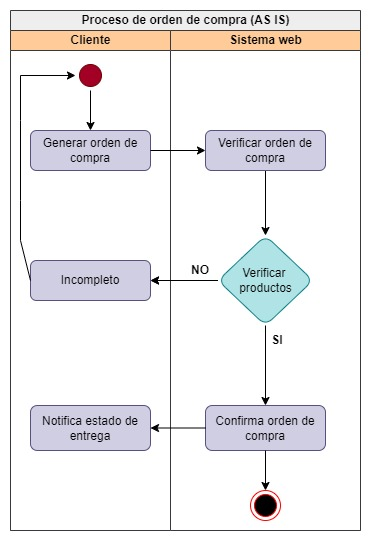 Proceso de orden de compra (AS IS)
Cliente
Sistema web
Generar orden de
compra
Verificar orden de
compra
Verificar
productos
NO
Incompleto
SI
Notifica estado de
entrega
Confirma orden de
compra